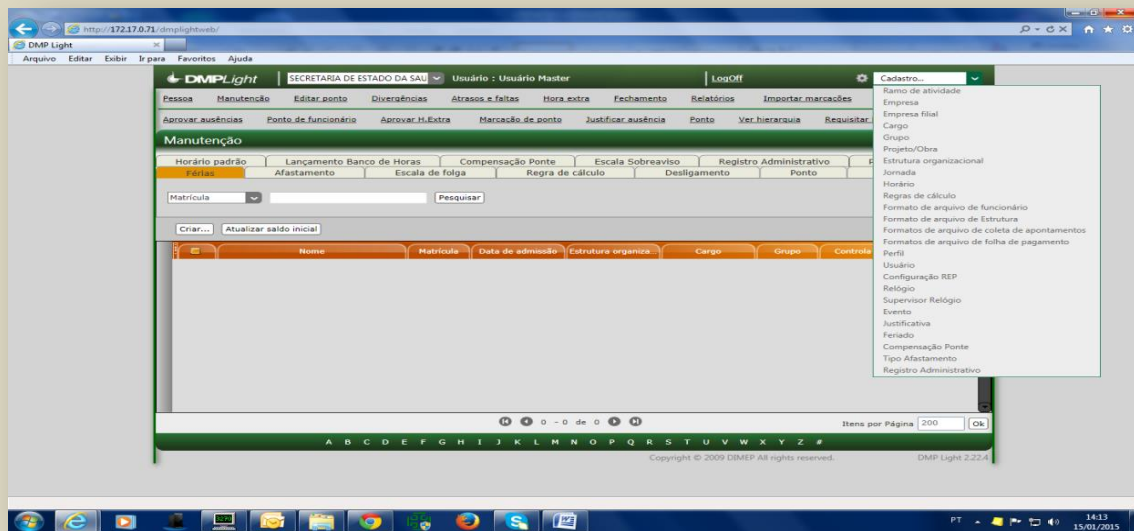 http://172.17.0.71/dmplightweb/
DMP Light
Arquivo Editar Exibir Ir para Favoritos Ajuda
DMPLight SECRETARIA DE ESTADO DA SAU Usuário : Usuário Master LogOff Cadastro...
Pessoa Manutenção Editar ponto Divergências Atrasos e faltas Hora extra Fechamento Relatórios Importar marcações
Aprovar ausências Ponto de funcionário Aprovar H.Extra Marcação de ponto Justificar ausência Ponto Ver hierarquia Requisitar
Manutenção
Horário padrão Lançamento Banco de Horas Compensação Ponte Escala Sobreaviso Registro Administrativo
Férias Afastamento Escala de folga Regra de cálculo Desligamento Ponto
Matrícula Pesquisar
Criar... Atualizar saldo inicial
Nome Matrícula Data de admissão Estrutura organiza... Cargo Grupo Controla
Ramo de atividade
Empresa
Empresa filial
Cargo
Grupo
Projeto/Obra
Estrutura organizacional
Jornada
Horário
Regras de cálculo
Formato de arquivo de funcionário
Formato de arquivo de Estrutura
Formatos de arquivo de coleta de apontamentos
Formatos de arquivo de folha de pagamento
Perfil
Usuário
Configuração REP
Relógio
Supervisor Relógio
Evento
Justificativa
Feriado
Compensação Ponte
Tipo Afastamento
Registro Administrativo
0 - 0 de 0 Itens por Página 200 Ok
A B C D E F G H I J K L M N O P Q R S T U V W X Y Z #
Copyright © 2009 DIMEP All rights reserved. DMP Light 2.22.4
PT 14:13
15/01/2015